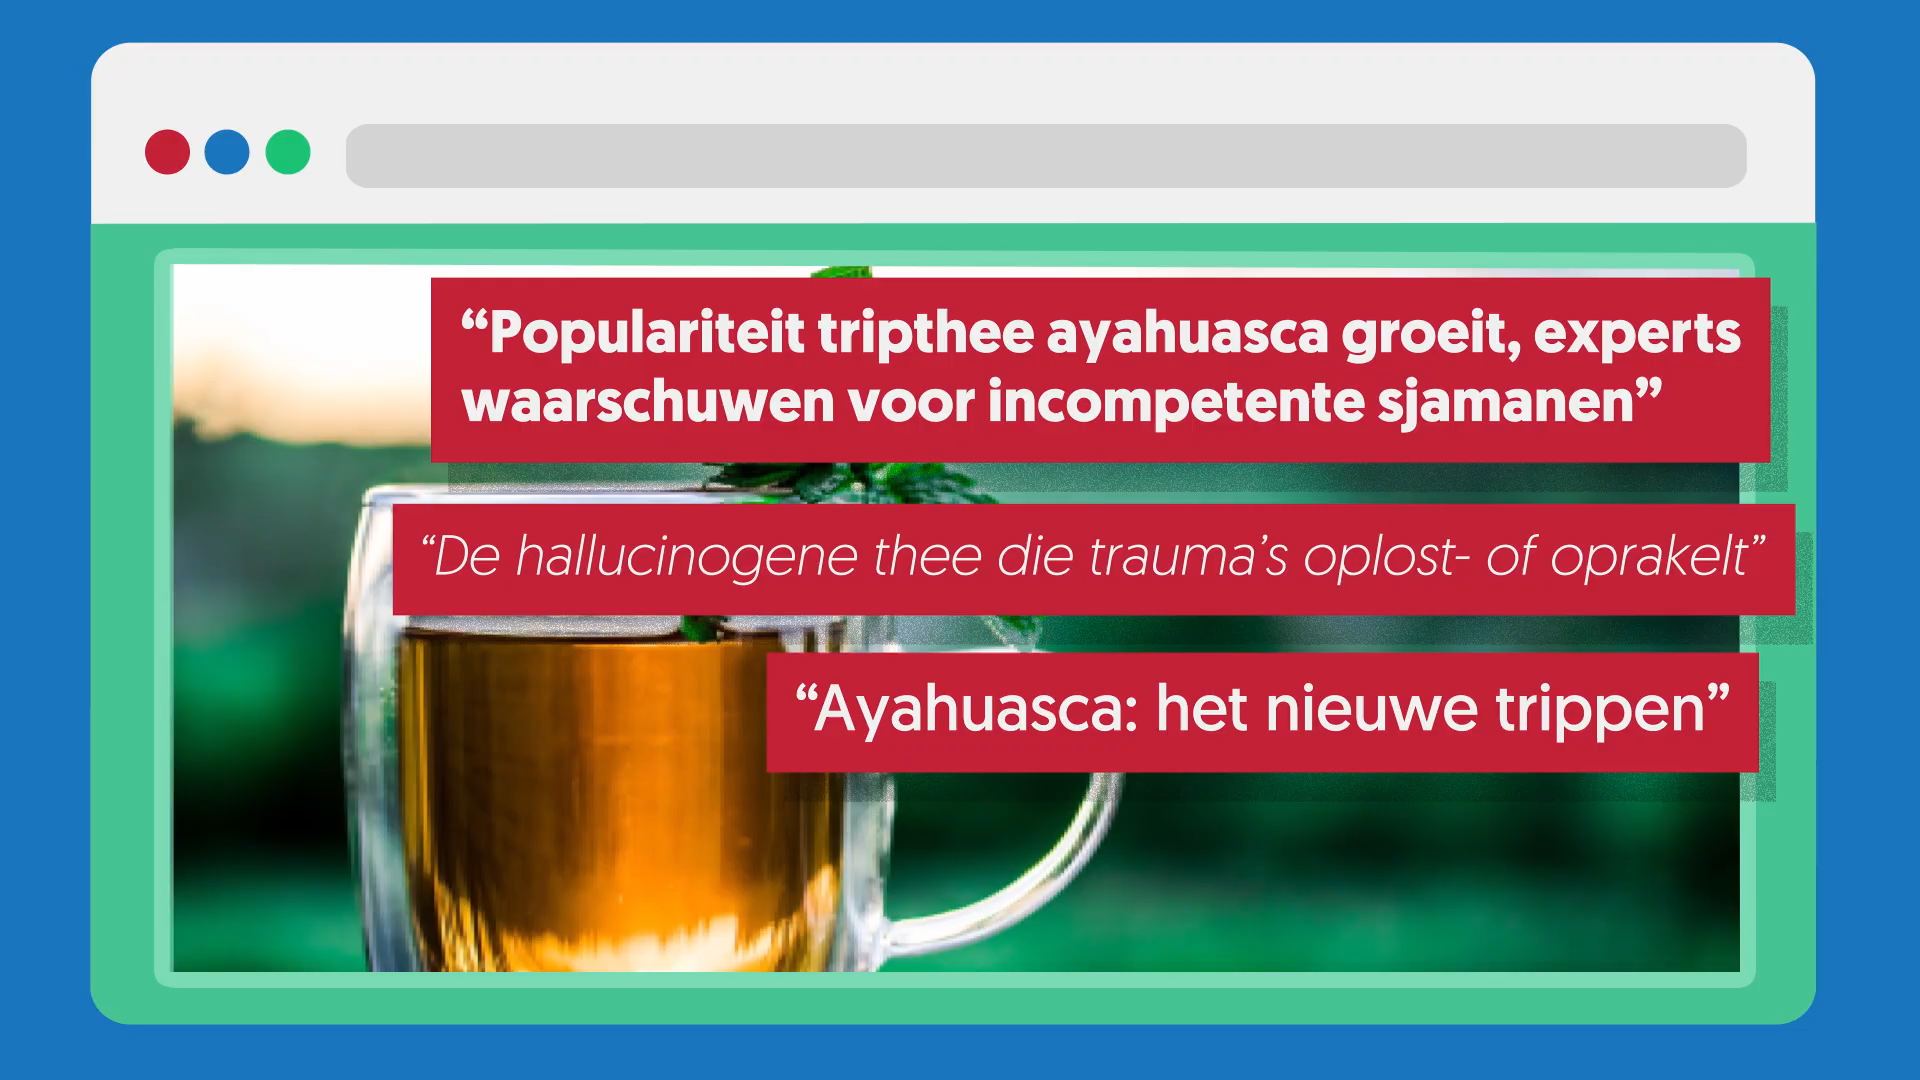 “Populariteit tripthee ayahuasca groeit, experts
waarschuwen voor incompetente sjamanen”
“De hallucinogene thee die trauma’s oplost- of oprakelt”
“Ayahuasca: het nieuwe trippen”